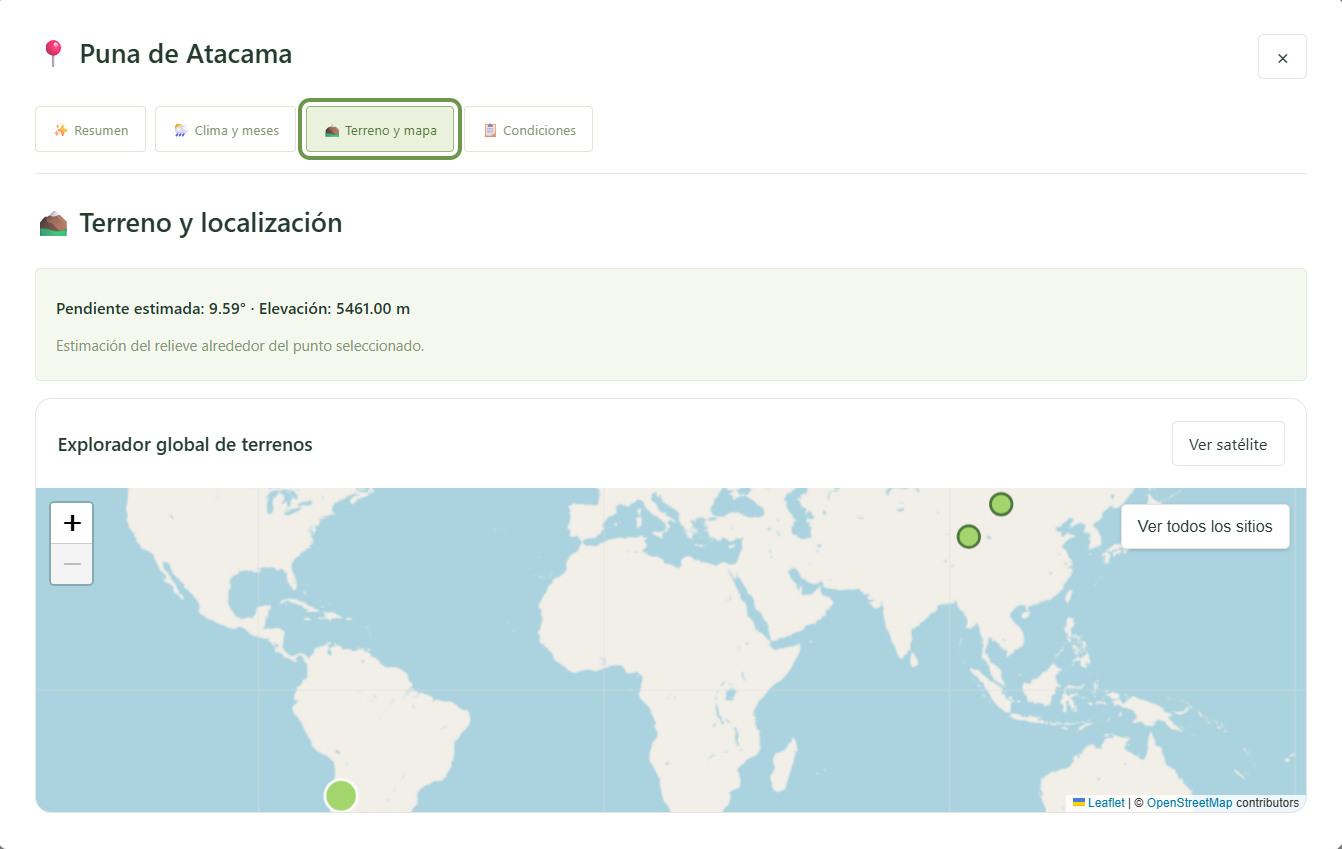 Puna de Atacama
×
Resumen
Clima y meses
Terreno y mapa
Condiciones
Terreno y localización
Pendiente estimada: 9.59° · Elevación: 5461.00 m
Estimación del relieve alrededor del punto seleccionado.
Explorador global de terrenos
Ver satélite
+
Ver todos los sitios
−
Leaflet | © OpenStreetMap contributors